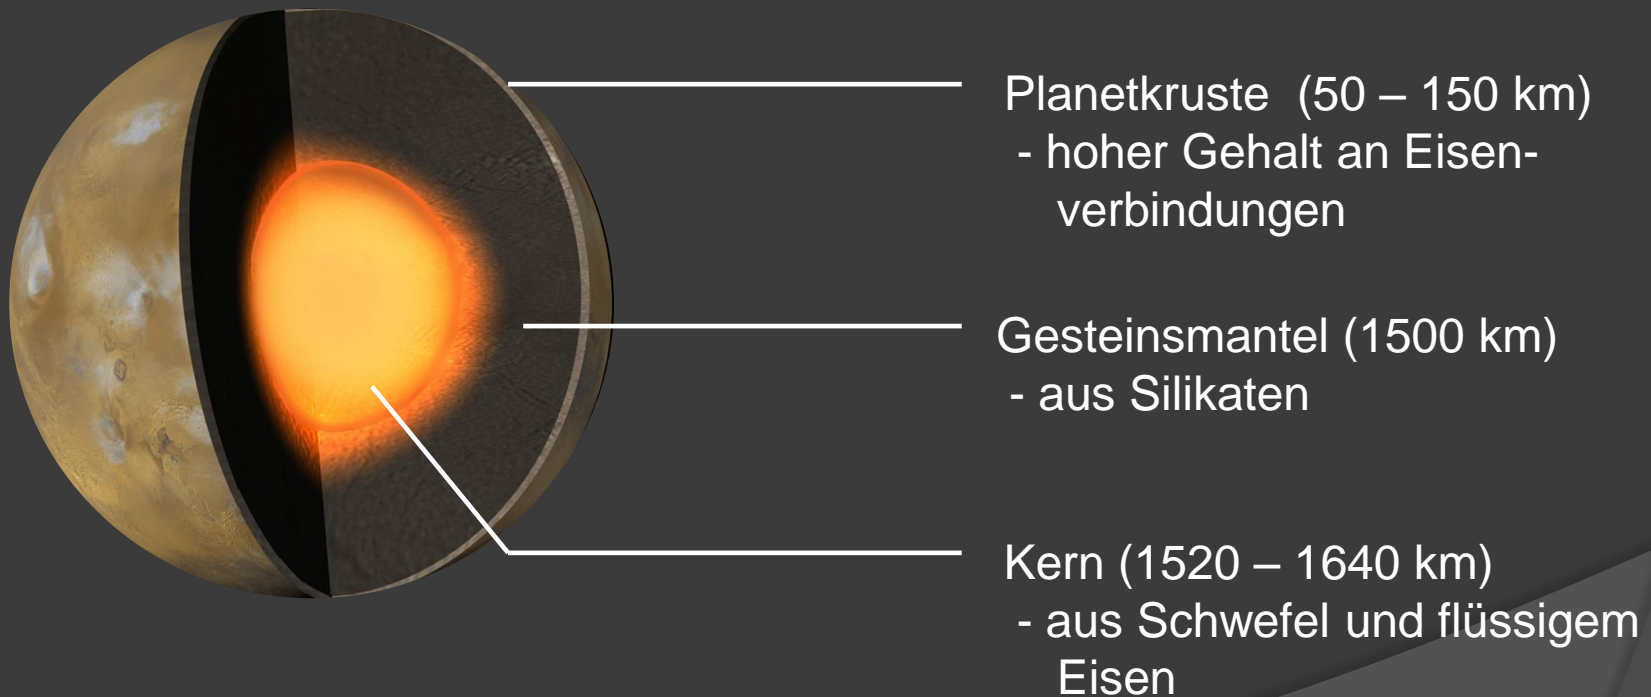 Planetkruste (50 – 150 km)
- hoher Gehalt an Eisen-
verbindungen
Gesteinsmantel (1500 km)
- aus Silikaten
Kern (1520 – 1640 km)
- aus Schwefel und flüssigem
Eisen